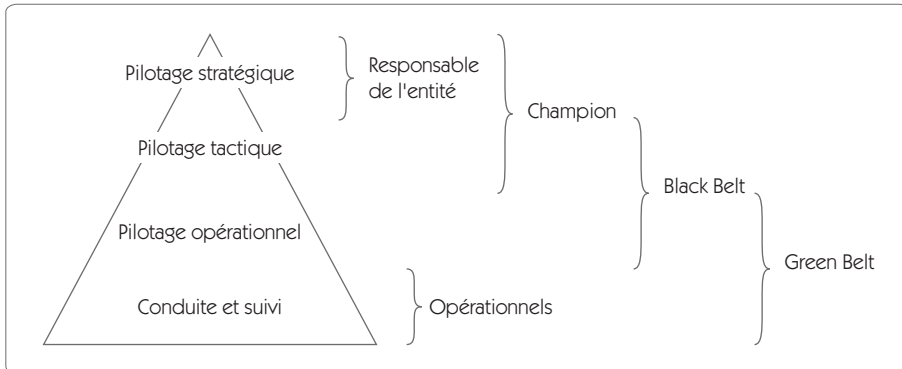 Pilotage stratégique
Responsable
de l'entité
Champion
Pilotage tactique
Black Belt
Pilotage opérationnel
Green Belt
Conduite et suivi
Opérationnels